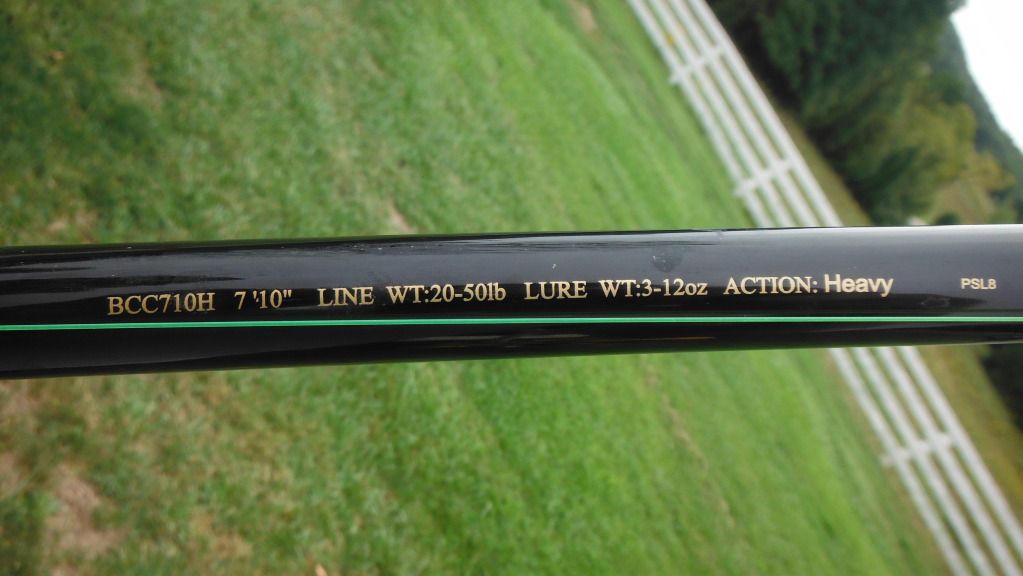 BCC710H 7 '10" LINE WT:20-50lb LURE WT:3-12oz ACTION: Heavy PSL8